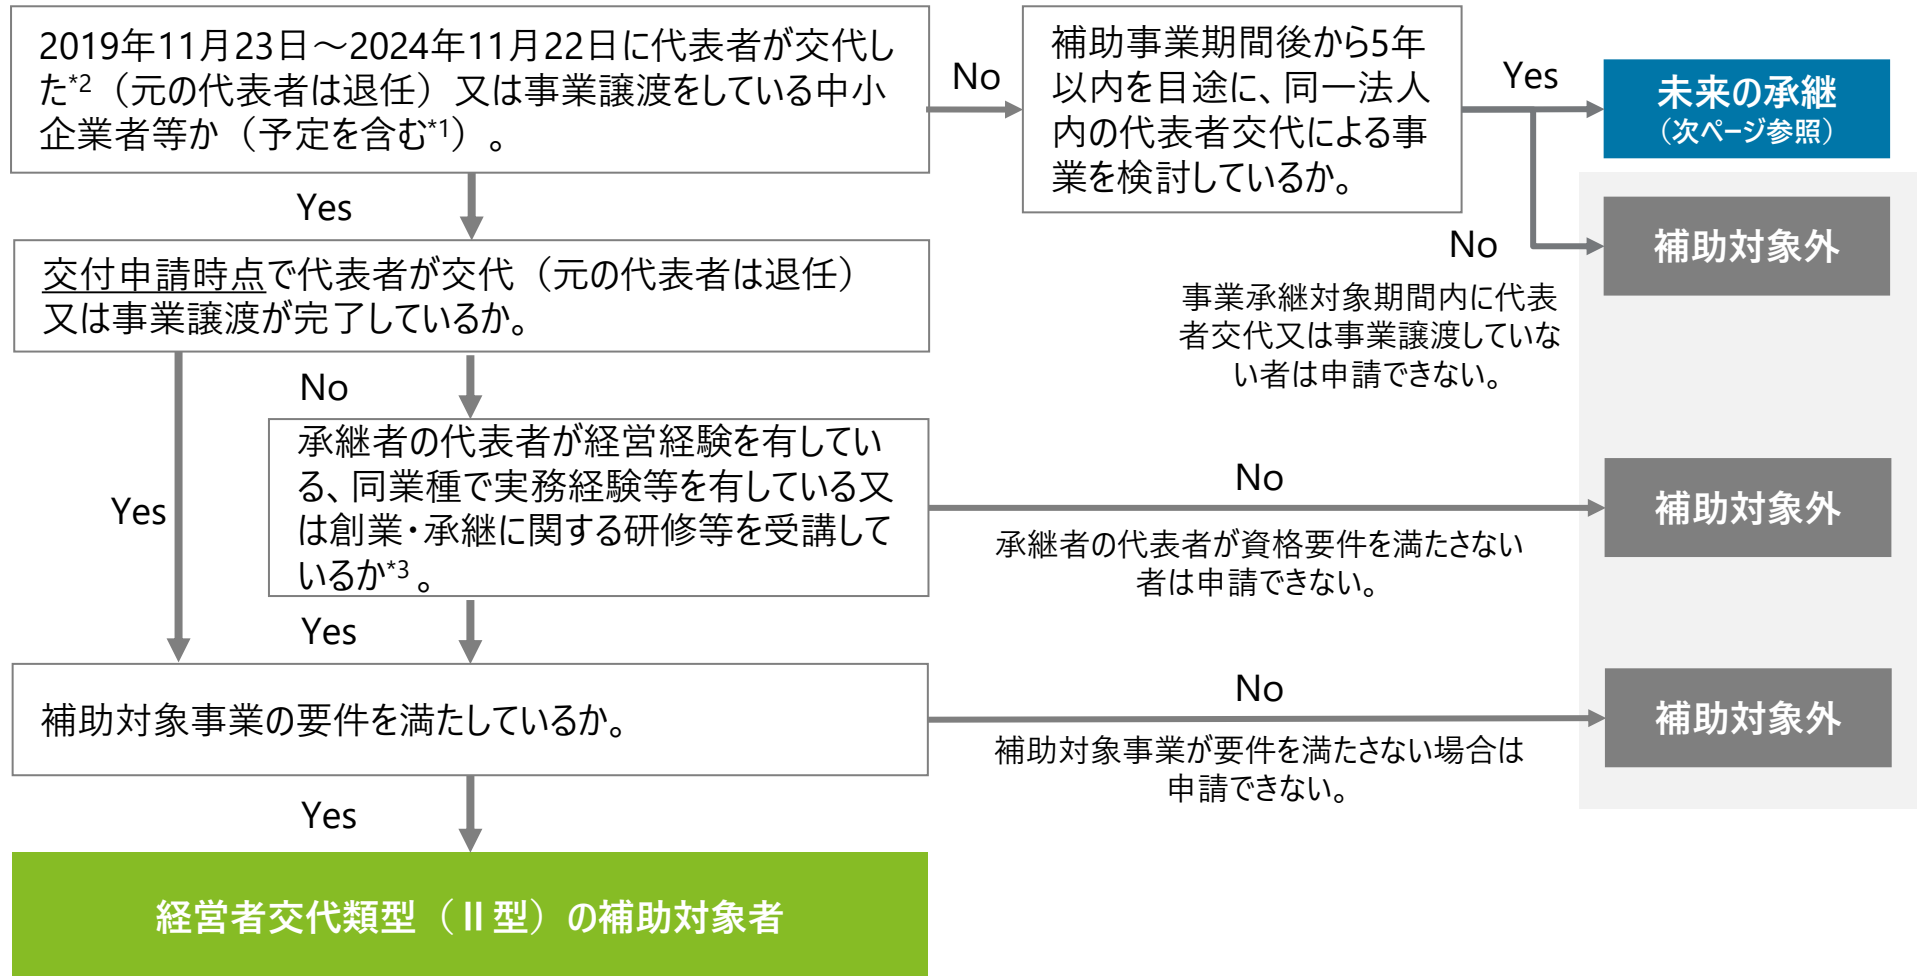 2019年11月23日～2024年11月22日に代表者が交代し
た*2（元の代表者は退任）又は事業譲渡をしている中小
企業者等か（予定を含む*1）。
No
補助事業期間後から5年
以内を目途に、同一法人
内の代表者交代による事
業を検討しているか。
Yes
未来の承継
（次ページ参照）
Yes
No
補助対象外
事業承継対象期間内に代表
者交代又は事業譲渡していな
い者は申請できない。
交付申請時点で代表者が交代（元の代表者は退任）
又は事業譲渡が完了しているか。
No
Yes
承継者の代表者が経営経験を有してい
る、同業種で実務経験等を有している又
は創業・承継に関する研修等を受講して
いるか*3 。
No
補助対象外
承継者の代表者が資格要件を満たさない
者は申請できない。
Yes
補助対象事業の要件を満たしているか。
No
補助対象外
補助対象事業が要件を満たさない場合は
申請できない。
Yes
経営者交代類型（Ⅱ型）の補助対象者